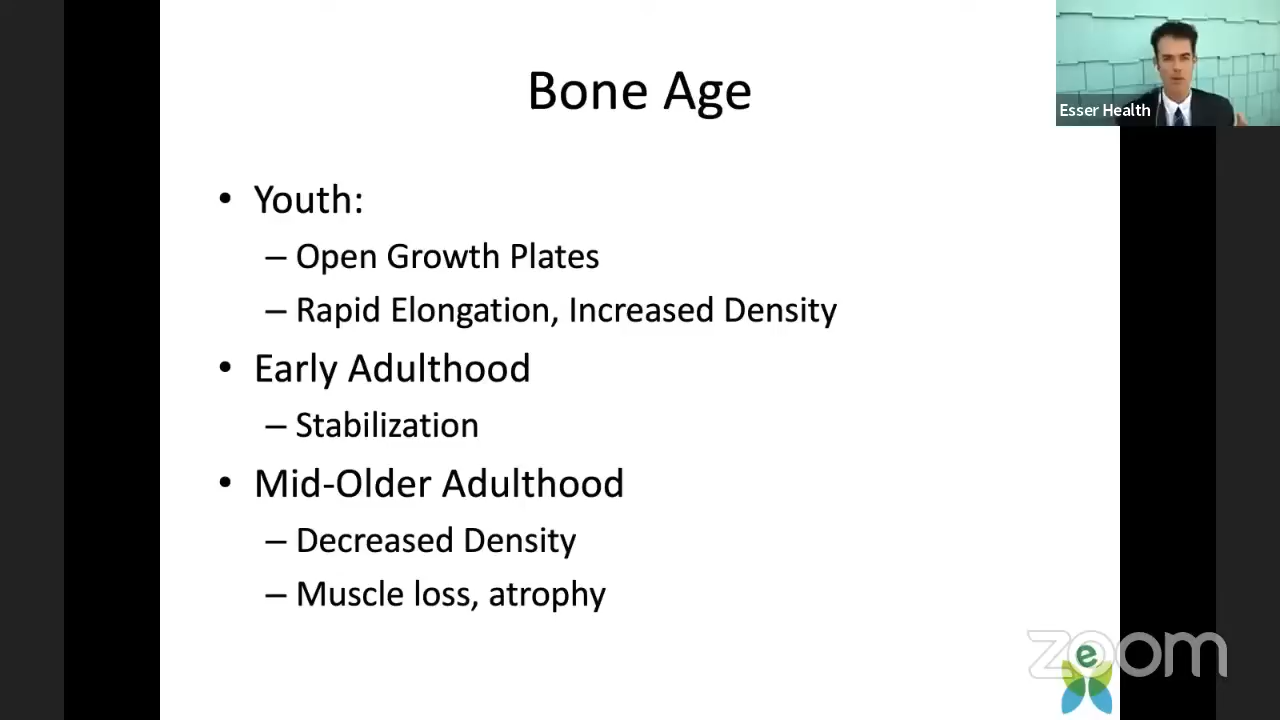 Bone Age
Esser Health
• Youth:
– Open Growth Plates
– Rapid Elongation, Increased Density
• Early Adulthood
– Stabilization
• Mid-Older Adulthood
– Decreased Density
– Muscle loss, atrophy
zoom
e